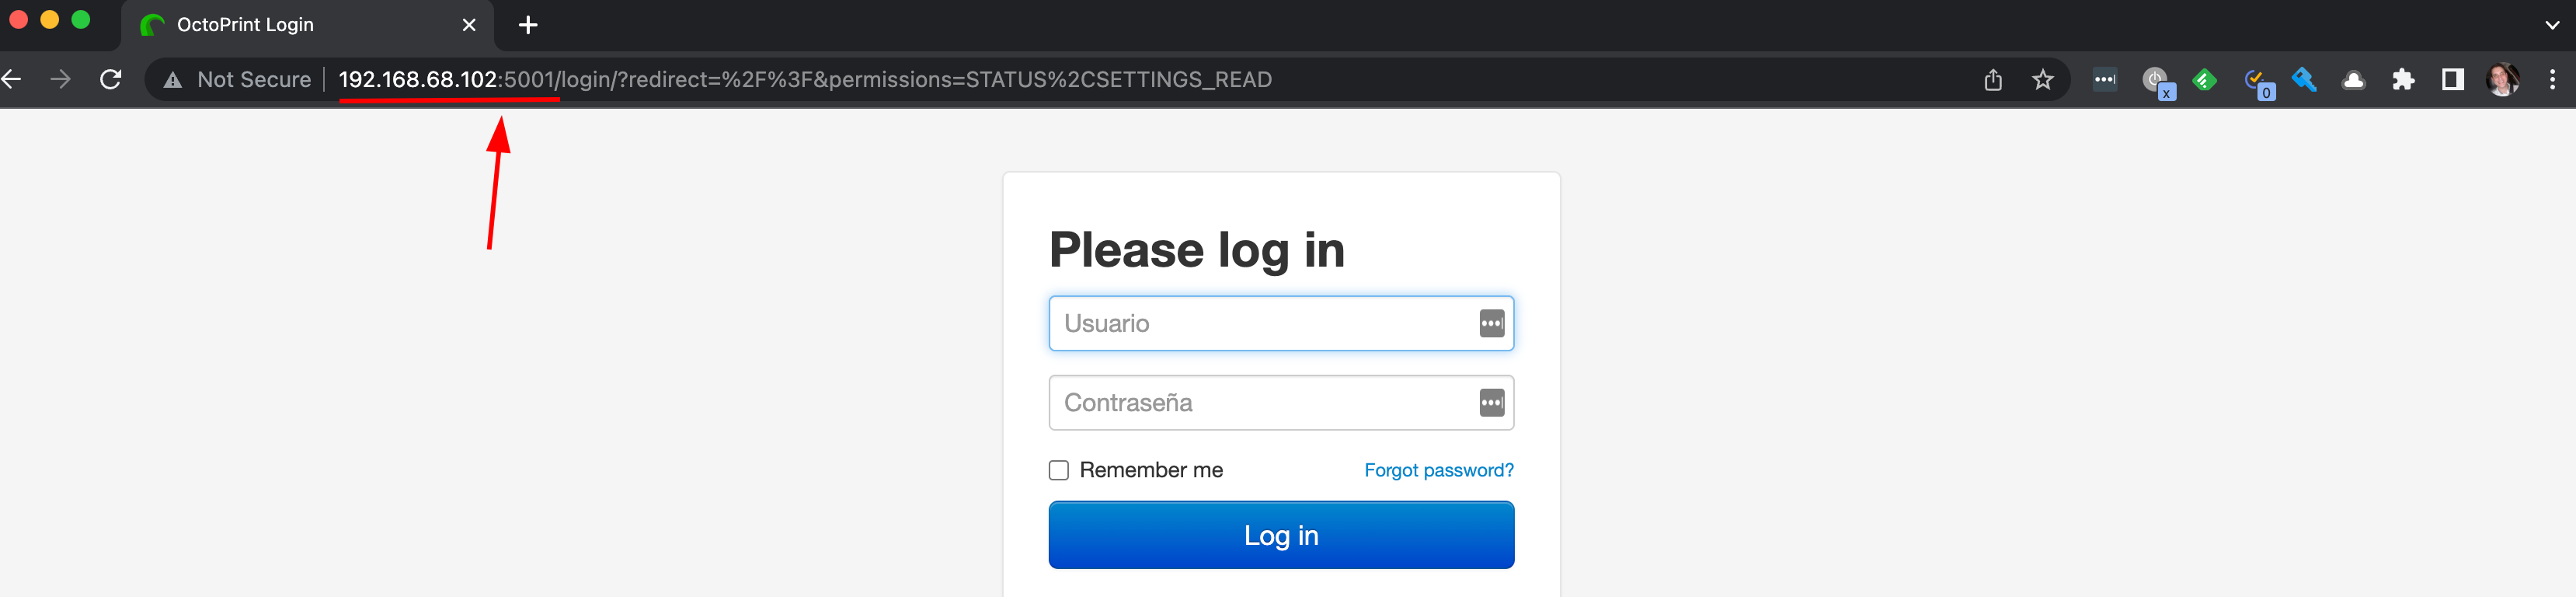 OctoPrint Login
Not Secure
192.168.68.102:5001/login/?redirect=%2F%3F&permissions=STATUS%2CSETTINGS_READ
x
0
Please log in
Usuario
Contraseña
Remember me
Forgot password?
Log in